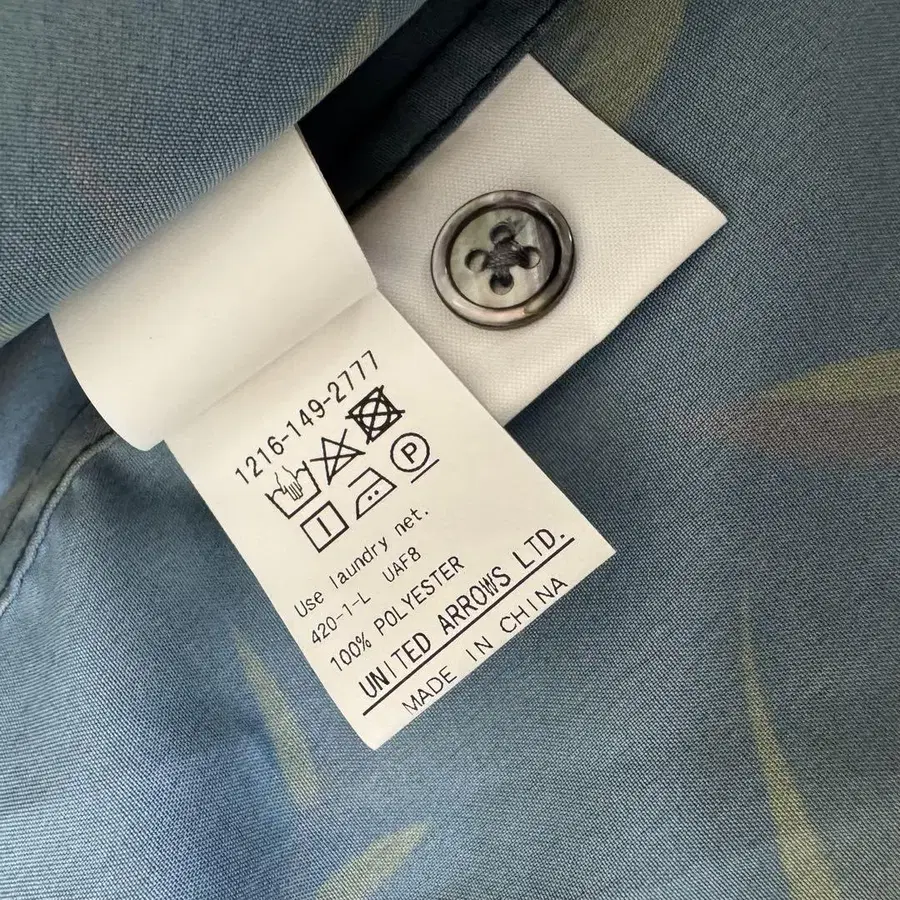 1216-149-2777
P
Use laundry net.
420-1-L UAF8
100% POLYESTER
UNITED ARROWS LTD.
MADE IN CHINA